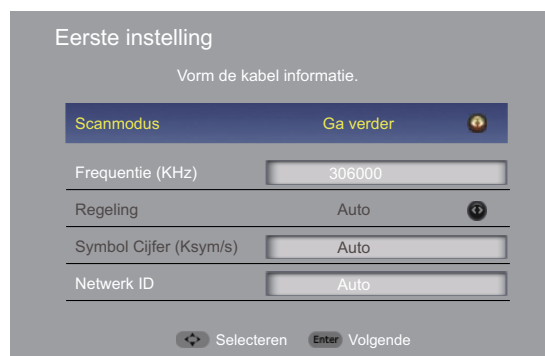 Eerste instelling
Vorm de kabel informatie.
Scanmodus Ga verder
Frequentie (KHz) 306000
Regeling Auto
Symbol Cijfer (Ksym/s) Auto
Netwerk ID Auto
Selecteren Enter Volgende